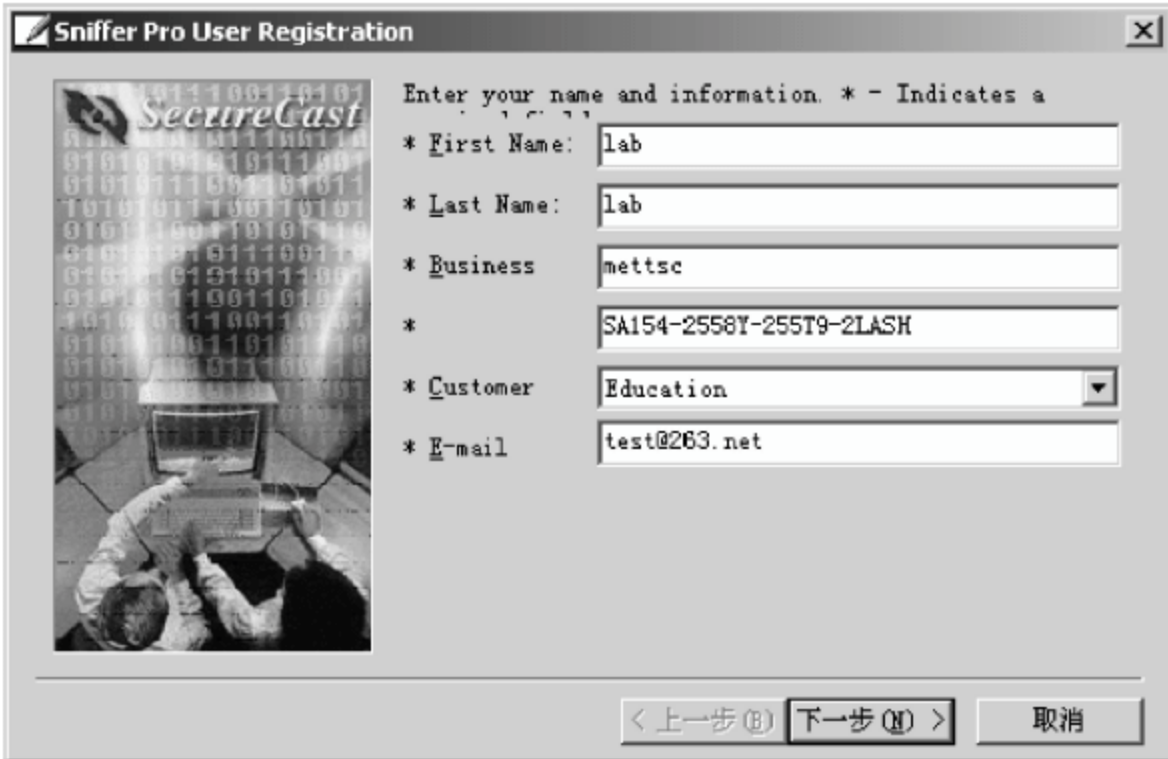 Sniffer Pro User Registration
SecureCast
Enter your name and information. * - Indicates a
* First Name: lab
* Last Name: lab
* Business mettsc
* SA154-2558Y-255T9-2LASH
* Customer Education
* E-mail test@263.net
< 上一步(B) 下一步(N) > 取消